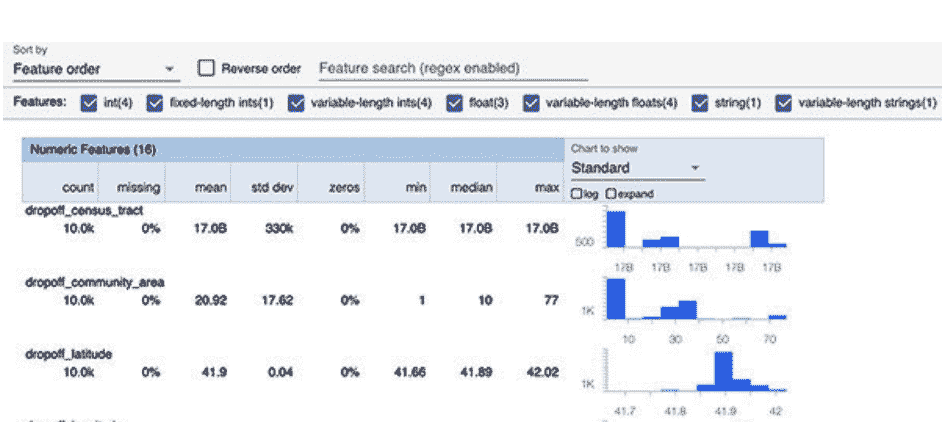 Sort by
Feature order Reverse order Feature search (regex enabled)
Features: int(4) fixed-length ints(1) variable-length ints(4) float(3) variable-length floats(4) string(1) variable-length strings(1)
Numeric Features (16) Chart to show
Standard
count missing mean std dev zeros min median max log expand
dropoff_census_tract
10.0k 0% 17.0B 330k 0% 17.0B 17.0B 17.0B 500
17B 17B 17B 17B 17B
dropoff_community_area
10.0k 0% 20.92 17.62 0% 1 10 77 1K
10 30 50 70
dropoff_latitude
10.0k 0% 41.9 0.04 0% 41.66 41.89 42.02 1K
41.7 41.8 41.9 42